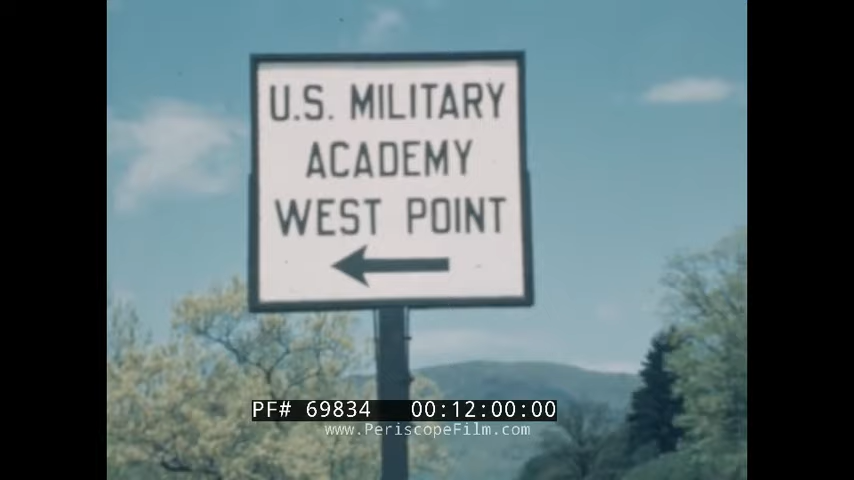 U.S. MILITARY
ACADEMY
WEST POINT
PF# 69834 00:12:00:00
www.PeriscopeFilm.com